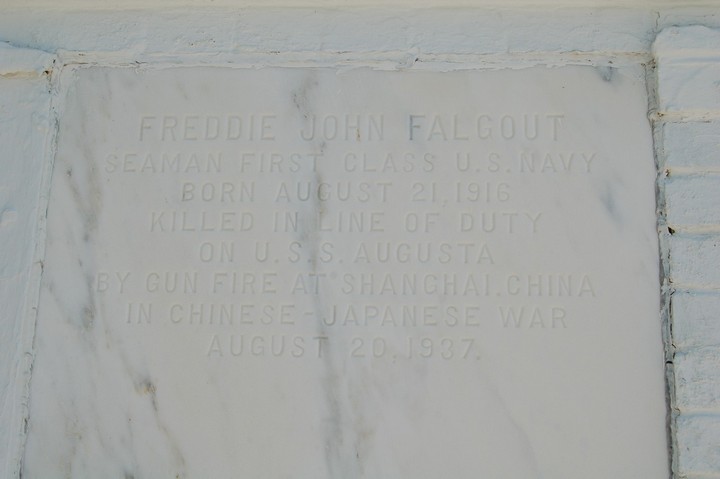 FREDDIE JOHN FALGOUT
SEAMAN FIRST CLASS U.S. NAVY
BORN AUGUST 21, 1916
KILLED IN LINE OF DUTY
ON U.S.S. AUGUSTA
BY GUN FIRE AT SHANGHAI. CHINA
IN CHINESE-JAPANESE WAR
AUGUST 20, 1937.